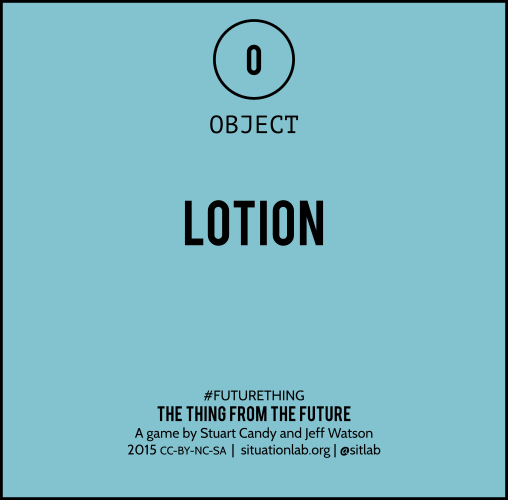 O
OBJECT
LOTION
#FUTURETHING
THE THING FROM THE FUTURE
A game by Stuart Candy and Jeff Watson
2015 CC-BY-NC-SA | situationlab.org | @sitlab